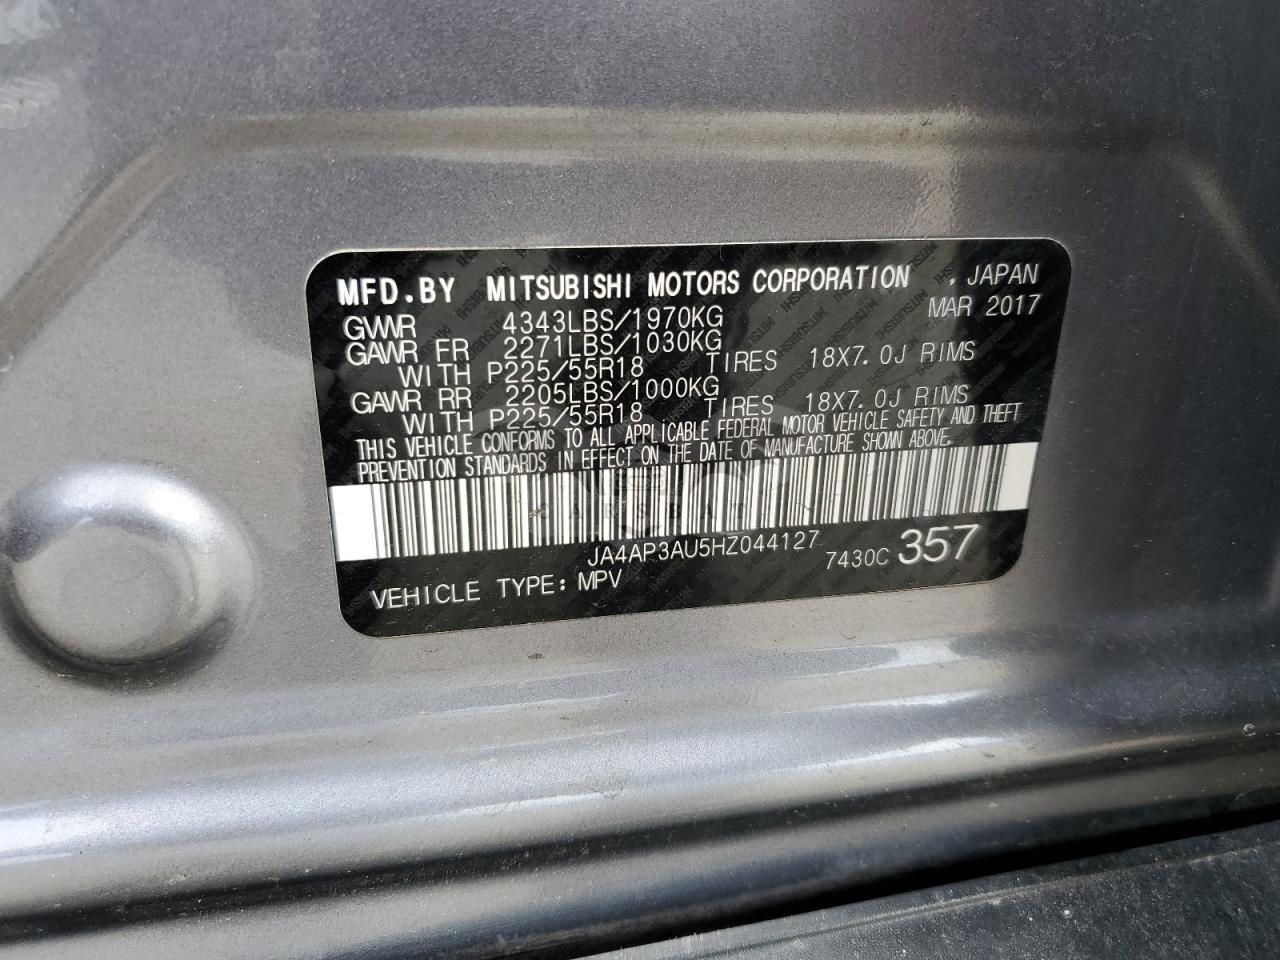 MFD.BY MITSUBISHI MOTORS CORPORATION , JAPAN
MAR 2017
GVWR 4343LBS/1970KG
GAWR FR 2271LBS/1030KG
WITH P225/55R18 TIRES 18X7.0J RIMS
GAWR RR 2205LBS/1000KG
WITH P225/55R18 TIRES 18X7.0J RIMS
THIS VEHICLE CONFORMS TO ALL APPLICABLE FEDERAL MOTOR VEHICLE SAFETY AND THEFT
PREVENTION STANDARDS IN EFFECT ON THE DATE OF MANUFACTURE SHOWN ABOVE.
JA4AP3AU5HZ044127
7430C 357
VEHICLE TYPE: MPV